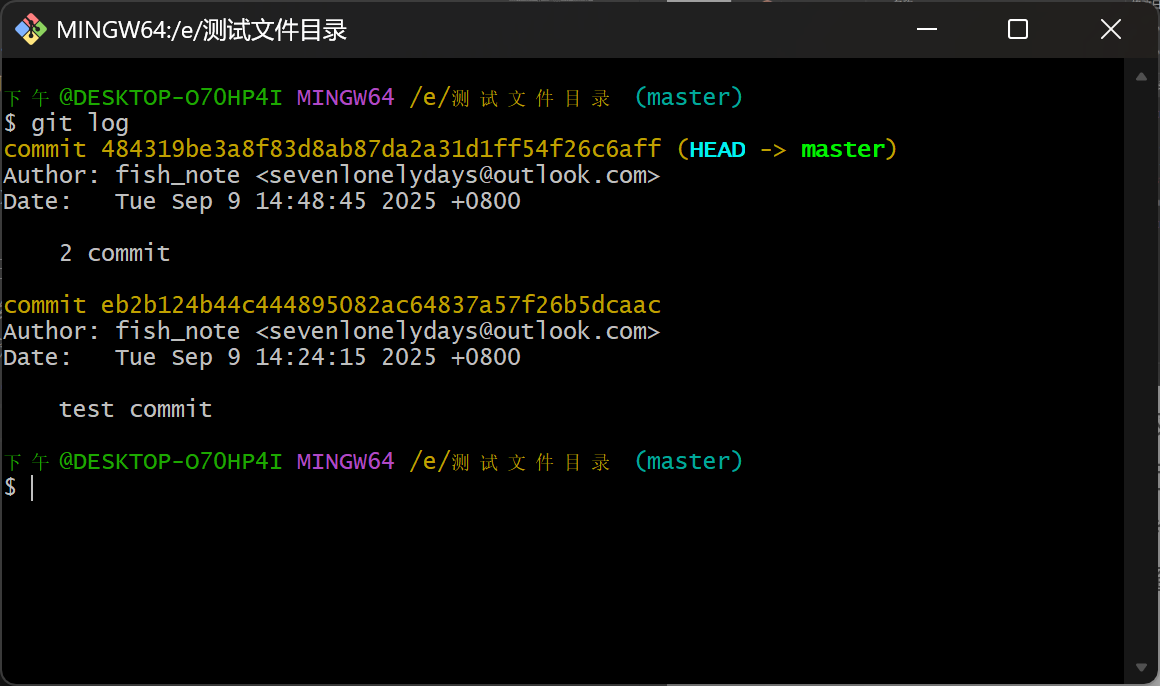 MINGW64:/e/测试文件目录
下午@DESKTOP-O7OHP4I MINGW64 /e/测试文件目录 (master)
$ git log
commit 484319be3a8f83d8ab87da2a31d1ff54f26c6aff (HEAD -> master)
Author: fish_note <sevenlonelydays@outlook.com>
Date:   Tue Sep 9 14:48:45 2025 +0800
    2 commit
commit eb2b124b44c444895082ac64837a57f26b5dcaac
Author: fish_note <sevenlonelydays@outlook.com>
Date:   Tue Sep 9 14:24:15 2025 +0800
    test commit
下午@DESKTOP-O7OHP4I MINGW64 /e/测试文件目录 (master)
$